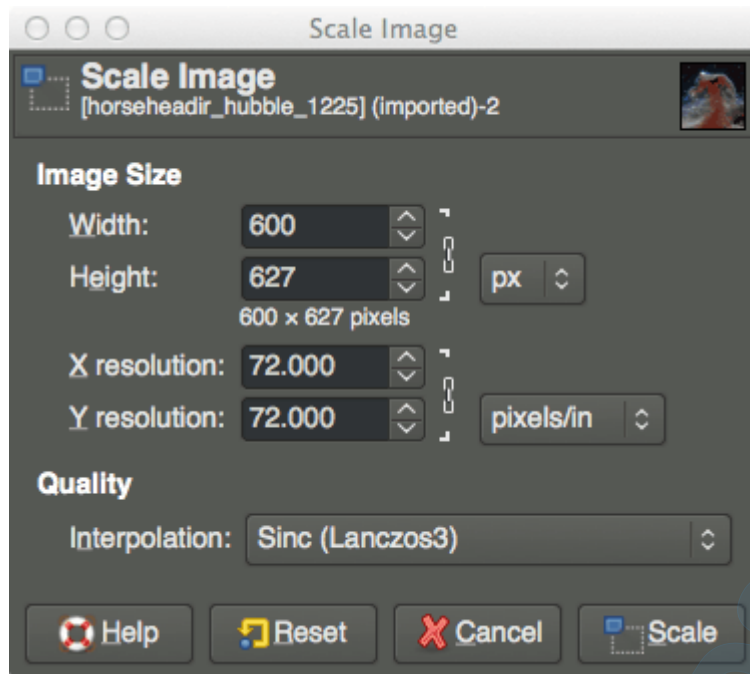 Scale Image
Scale Image
[horseheadir_hubble_1225] (imported)-2
Image Size
Width: 600
Height: 627 px
600 × 627 pixels
X resolution: 72.000
Y resolution: 72.000 pixels/in
Quality
Interpolation: Sinc (Lanczos3)
Help Reset Cancel Scale